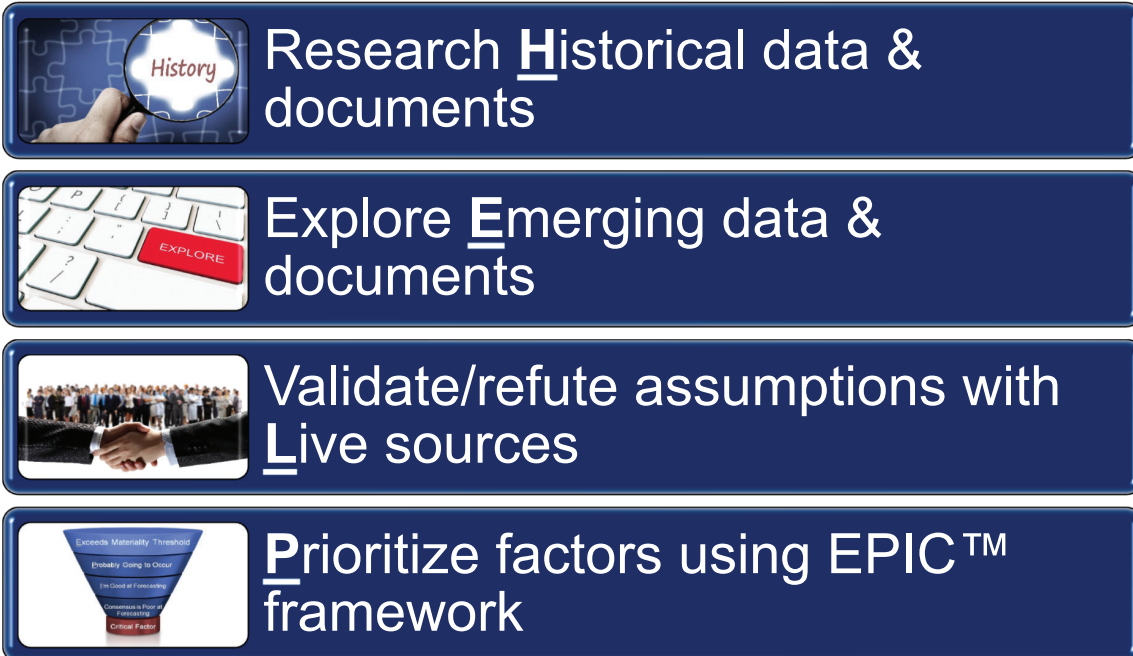 History
Research Historical data &
documents
EXPLORE
Explore Emerging data &
documents
Validate/refute assumptions with
Live sources
Exceeds Materiality Threshold
Probably Going to Occur
I'm Good at Forecasting
Consensus is Poor at
Forecasting
Critical Factor
Prioritize factors using EPIC™
framework